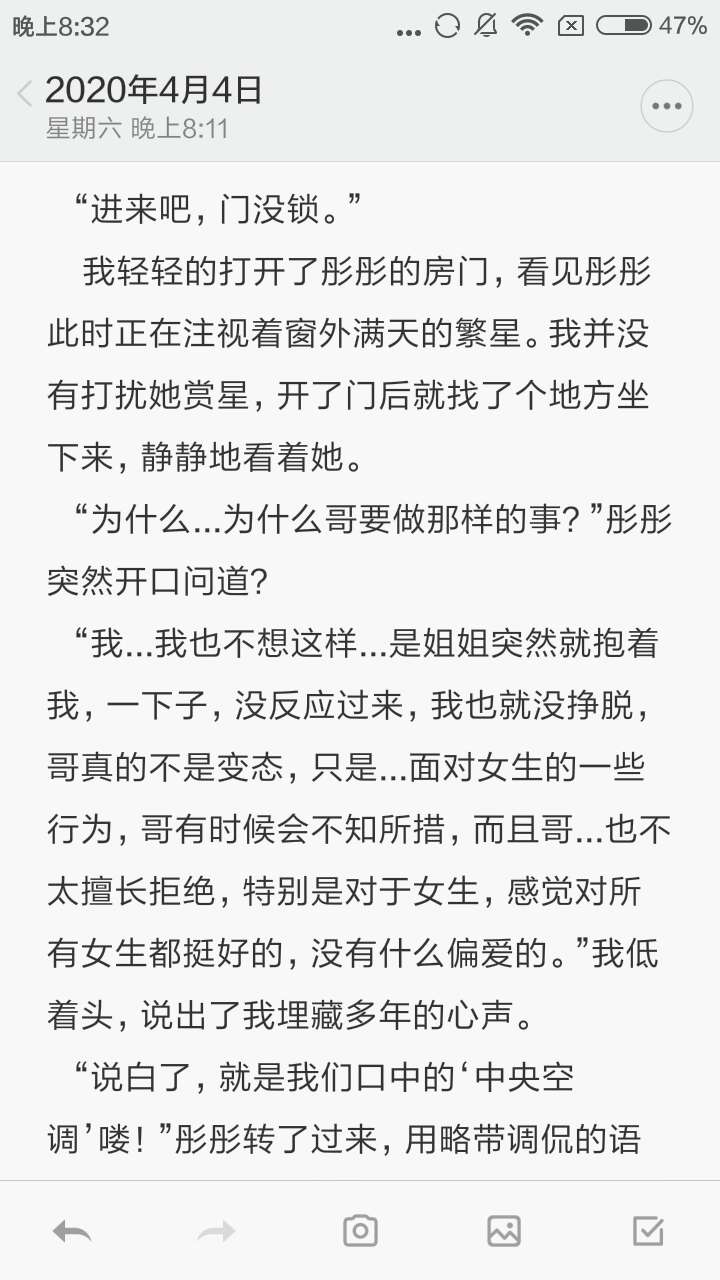 晚上8:32
47%
2020年4月4日
星期六 晚上8:11
“进来吧，门没锁。”
我轻轻的打开了彤彤的房门，看见彤彤
此时正在注视着窗外满天的繁星。我并没
有打扰她赏星，开了门后就找了个地方坐
下来，静静地看着她。
“为什么...为什么哥要做那样的事？”彤彤
突然开口问道？
“我...我也不想这样...是姐姐突然就抱着
我，一下子，没反应过来，我也就没挣脱，
哥真的不是变态，只是...面对女生的一些
行为，哥有时候会不知所措，而且哥...也不
太擅长拒绝，特别是对于女生，感觉对所
有女生都挺好的，没有什么偏爱的。”我低
着头，说出了我埋藏多年的心声。
“说白了，就是我们口中的‘中央空
调’喽！”彤彤转了过来，用略带调侃的语